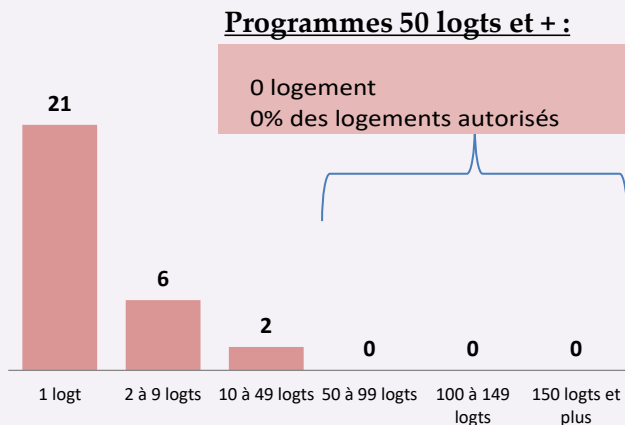 Programmes 50 logts et + :
0 logement
0% des logements autorisés
21
6
2
0
0
0
1 logt
2 à 9 logts
10 à 49 logts
50 à 99 logts
100 à 149
logts
150 logts et
plus